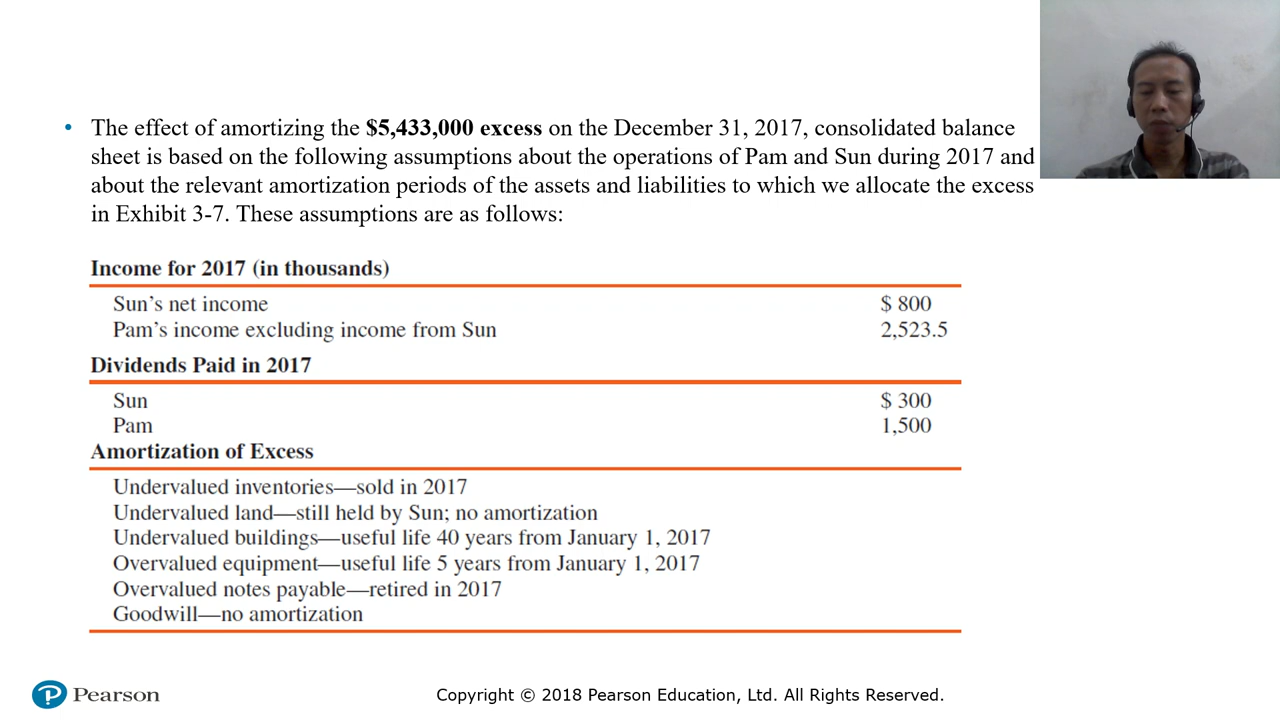 • The effect of amortizing the $5,433,000 excess on the December 31, 2017, consolidated balance
sheet is based on the following assumptions about the operations of Pam and Sun during 2017 and
about the relevant amortization periods of the assets and liabilities to which we allocate the excess
in Exhibit 3-7. These assumptions are as follows:
Income for 2017 (in thousands)
Sun's net income $ 800
Pam's income excluding income from Sun 2,523.5
Dividends Paid in 2017
Sun $ 300
Pam 1,500
Amortization of Excess
Undervalued inventories—sold in 2017
Undervalued land—still held by Sun; no amortization
Undervalued buildings—useful life 40 years from January 1, 2017
Overvalued equipment—useful life 5 years from January 1, 2017
Overvalued notes payable—retired in 2017
Goodwill—no amortization
P Pearson
Copyright © 2018 Pearson Education, Ltd. All Rights Reserved.